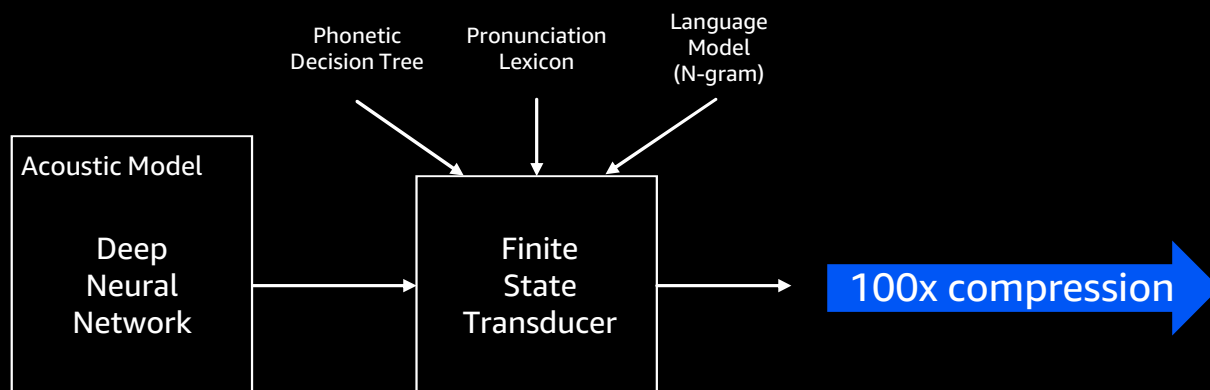 Phonetic
Decision Tree
Pronunciation
Lexicon
Language
Model
(N-gram)
Acoustic Model
Deep
Neural
Network
Finite
State
Transducer
100x compression